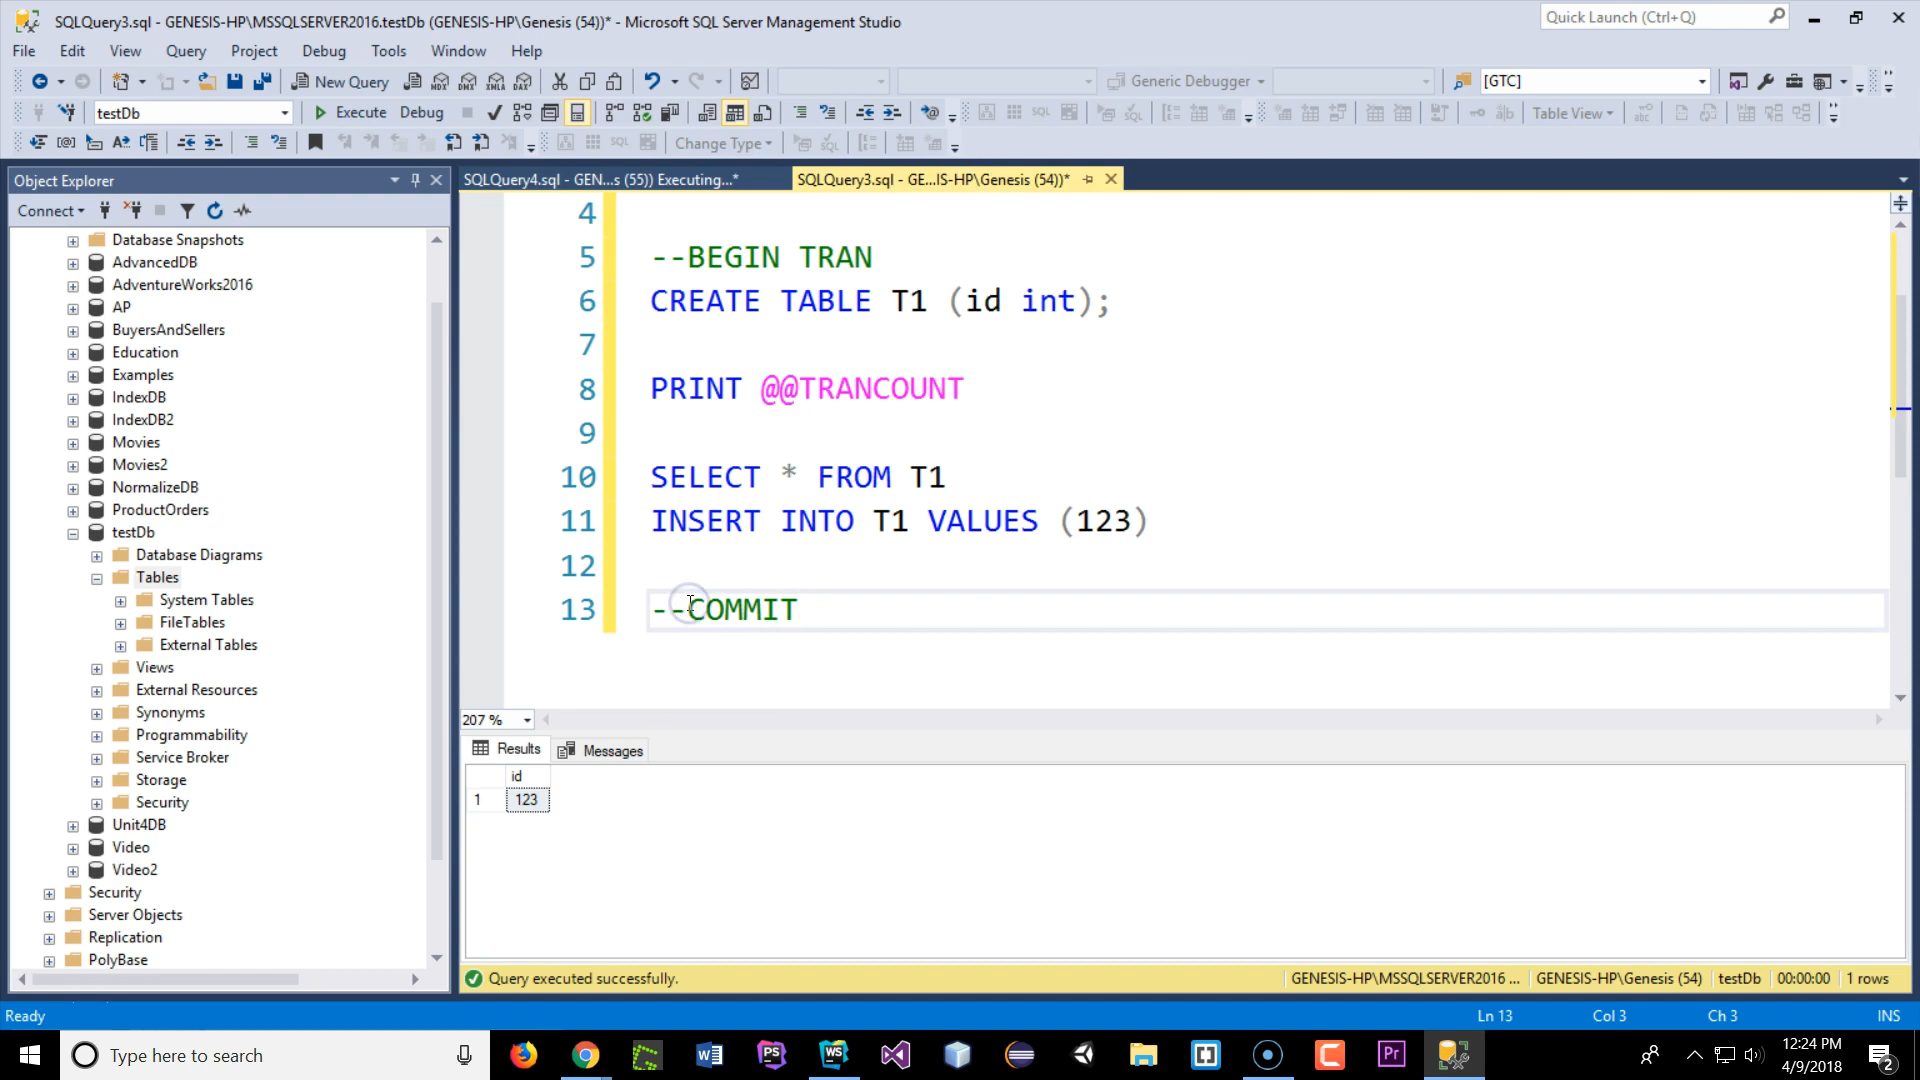 SQLQuery3.sql - GENESIS-HP\MSSQLSERVER2016.testDb (GENESIS-HP\Genesis (54))* - Microsoft SQL Server Management Studio
Quick Launch (Ctrl+Q)
File Edit View Query Project Debug Tools Window Help
New Query
Generic Debugger
[GTC]
testDb
Execute Debug
Table View
Change Type
Object Explorer
SQLQuery4.sql - GEN...s (55)) Executing...*
SQLQuery3.sql - GE...IS-HP\Genesis (54))*
Connect
Database Snapshots
AdvancedDB
AdventureWorks2016
AP
BuyersAndSellers
Education
Examples
IndexDB
IndexDB2
Movies
Movies2
NormalizeDB
ProductOrders
testDb
Database Diagrams
Tables
System Tables
FileTables
External Tables
Views
External Resources
Synonyms
Programmability
Service Broker
Storage
Security
Unit4DB
Video
Video2
Security
Server Objects
Replication
PolyBase
4
5 --BEGIN TRAN
6 CREATE TABLE T1 (id int);
7
8 PRINT @@TRANCOUNT
9
10 SELECT * FROM T1
11 INSERT INTO T1 VALUES (123)
12
13 --COMMIT
207 %
Results Messages
id
1 123
Query executed successfully.
GENESIS-HP\MSSQLSERVER2016 ... GENESIS-HP\Genesis (54) testDb 00:00:00 1 rows
Ready
Ln 13 Col 3 Ch 3 INS
Type here to search
12:24 PM
4/9/2018
2